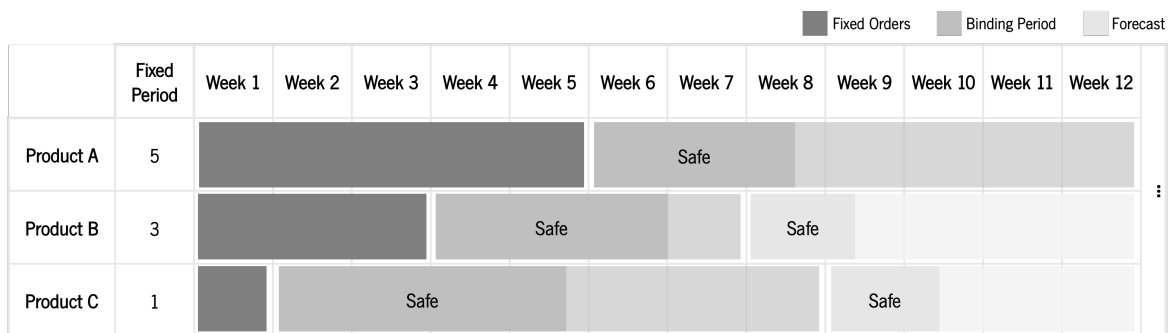 Fixed Orders Binding Period Forecast
Fixed Period Week 1 Week 2 Week 3 Week 4 Week 5 Week 6 Week 7 Week 8 Week 9 Week 10 Week 11 Week 12
Product A 5 Safe
Product B 3 Safe Safe
Product C 1 Safe Safe